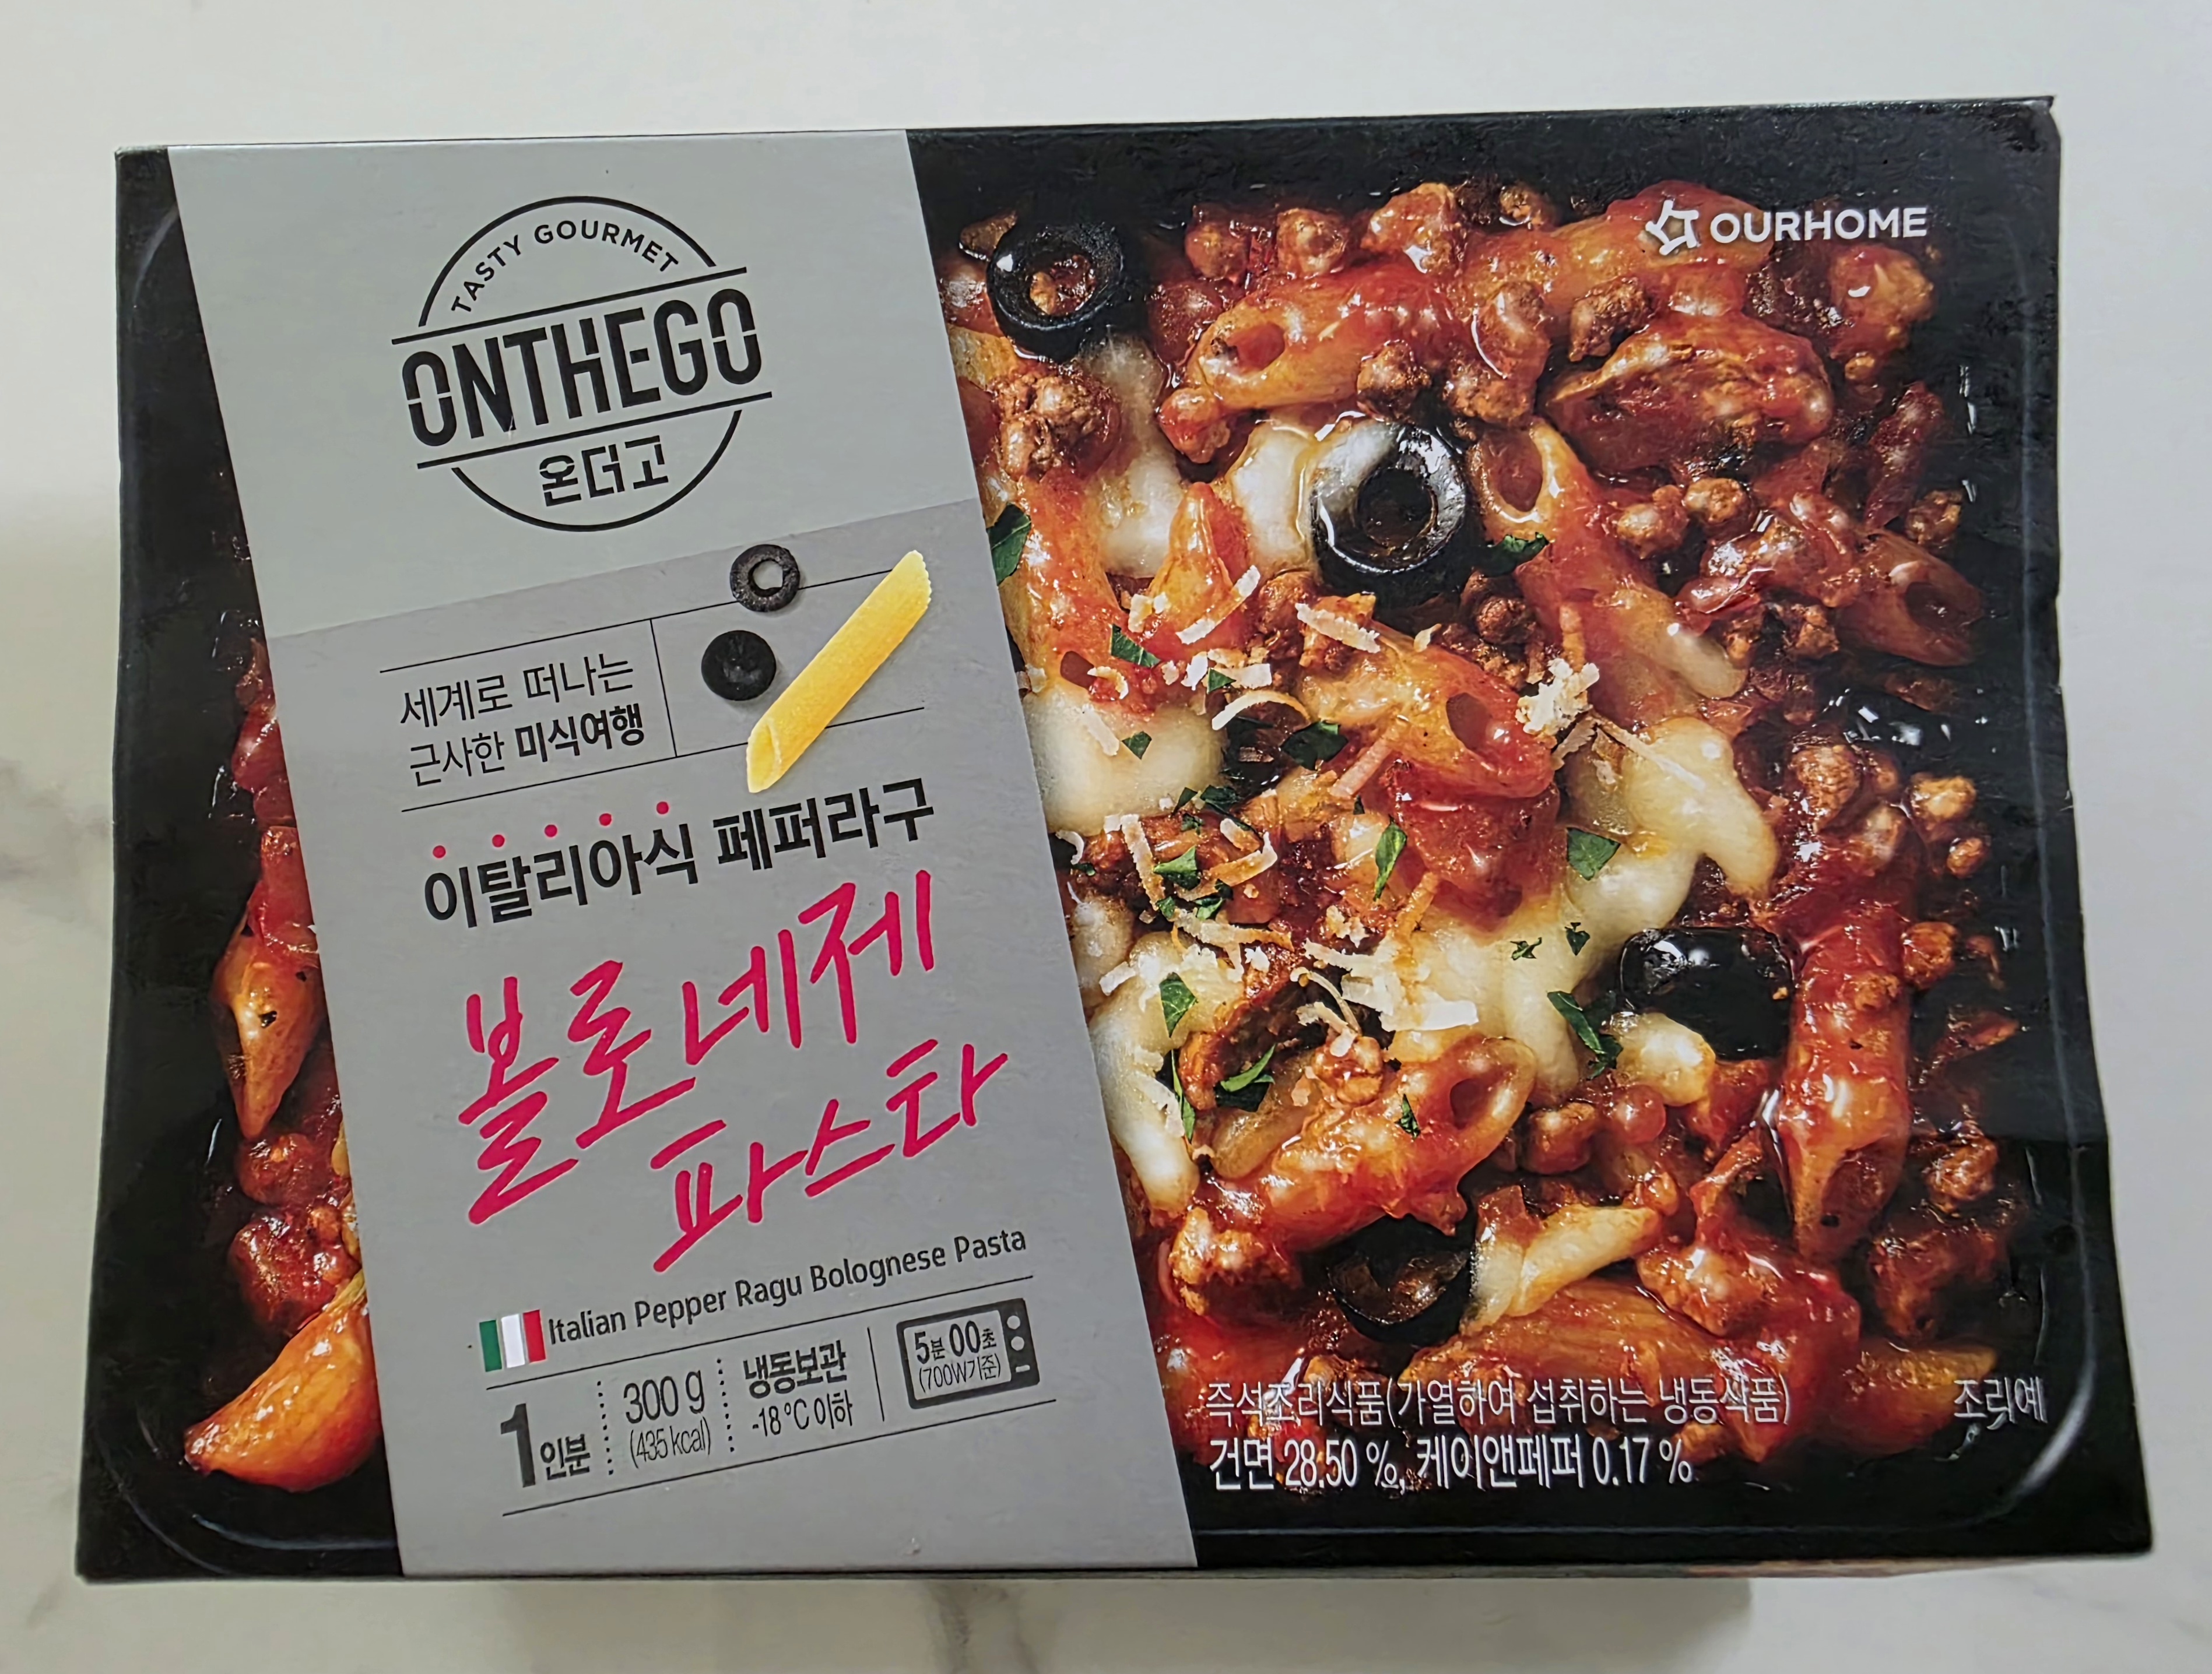 TASTY GOURMET
ONTHEGO
온더고
OURHOME
세계로 떠나는
근사한 미식여행
이탈리아식 페퍼라구
볼로네제
파스타
Italian Pepper Ragu Bolognese Pasta
1인분
300 g
(435 kcal)
냉동보관
-18 °C 이하
5분 00초
(700W기준)
즉석조리식품(가열하여 섭취하는 냉동식품)
조리예
건면 28.50 %, 케이앤페퍼 0.17 %